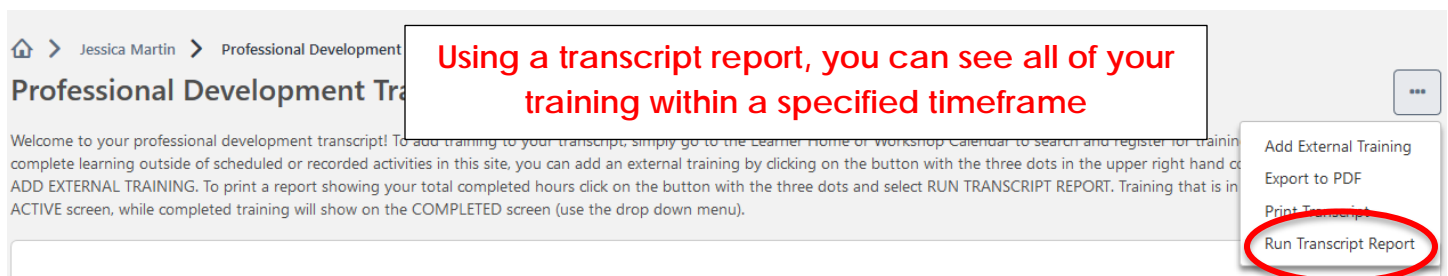 Jessica Martin Professional Development
Using a transcript report, you can see all of your
training within a specified timeframe
Professional Development
Welcome to your professional development transcript! To add training to your transcript, simply go to the Learner Home or Workshop Calendar to search and register for
complete learning outside of scheduled or recorded activities in this site, you can add an external training by clicking on the button with the three dots in the upper right hand
ADD EXTERNAL TRAINING. To print a report showing your total completed hours click on the button with the three dots and select RUN TRANSCRIPT REPORT. Training that is in
ACTIVE screen, while completed training will show on the COMPLETED screen (use the drop down menu).
Add External Training
Export to PDF
Print Transcript
Run Transcript Report